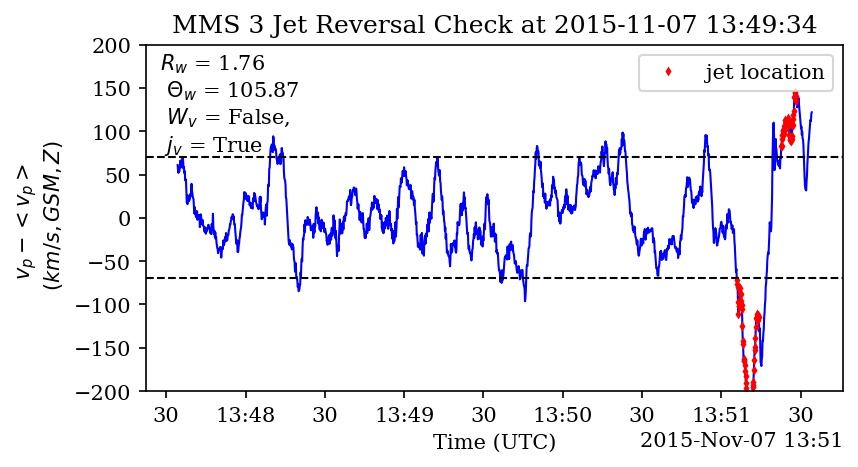 MMS 3 Jet Reversal Check at 2015-11-07 13:49:34
R_w = 1.76
Θ_w = 105.87
W_v = False,
j_v = True
jet location
v_p − < v_p >
(km/s, GSM, Z)
200
150
100
50
0
−50
−100
−150
−200
30 13:48 30 13:49 30 13:50 30 13:51 30
Time (UTC)
2015-Nov-07 13:51